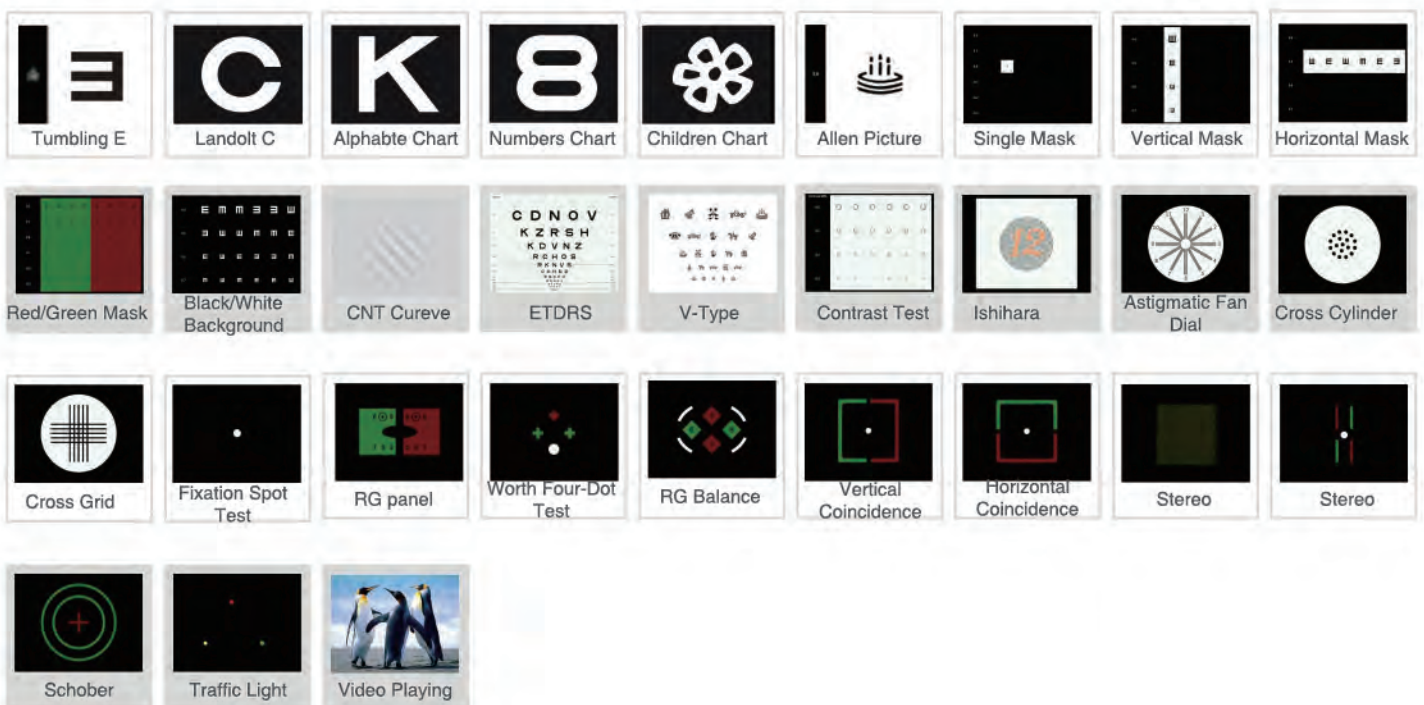 Tumbling E
C
Landolt C
K
Alphabte Chart
8
Numbers Chart
Children Chart
Allen Picture
Single Mask
Vertical Mask
Horizontal Mask
Red/Green Mask
Black/White
Background
CNT Cureve
C D N O V
K Z R S H
K D V N Z
R C H O S
R K N V S
ETDRS
V-Type
Contrast Test
12
Ishihara
Astigmatic Fan
Dial
Cross Cylinder
Cross Grid
Fixation Spot
Test
RG panel
Worth Four-Dot
Test
RG Balance
Vertical
Coincidence
Horizontal
Coincidence
Stereo
Stereo
Schober
Traffic Light
Video Playing